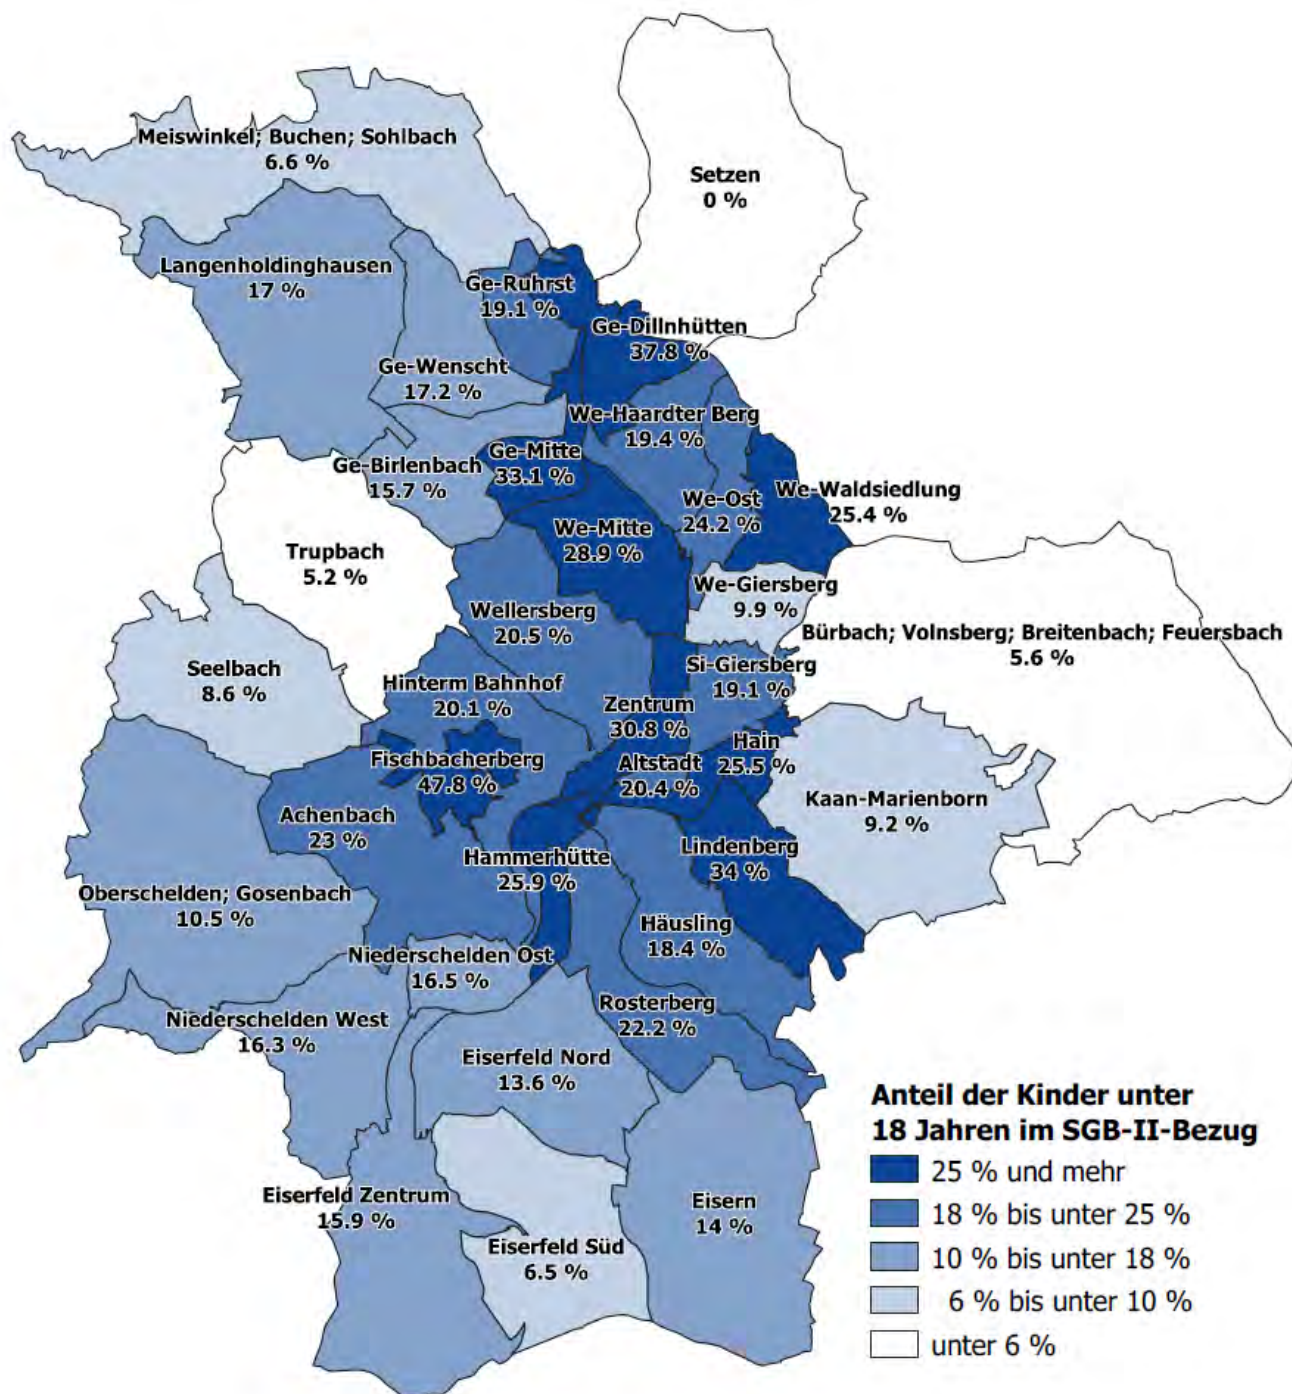 Meiswinkel; Buchen; Sohlbach
6.6 %
Setzen
0 %
Langenholdinghausen
17 %
Ge-Ruhrst
19.1 %
Ge-Dillnhütten
37.8 %
Ge-Wenscht
17.2 %
We-Haardter Berg
19.4 %
Ge-Mitte
33.1 %
Ge-Birlenbach
15.7 %
We-Waldsiedlung
25.4 %
We-Ost
24.2 %
We-Mitte
28.9 %
Trupbach
5.2 %
We-Giersberg
9.9 %
Wellersberg
20.5 %
Bürbach; Volnsberg; Breitenbach; Feuersbach
5.6 %
Seelbach
8.6 %
Si-Giersberg
19.1 %
Hinterm Bahnhof
20.1 %
Zentrum
30.8 %
Hain
25.5 %
Fischbacherberg
47.8 %
Altstadt
20.4 %
Kaan-Marienborn
9.2 %
Achenbach
23 %
Lindenberg
34 %
Hammerhütte
25.9 %
Oberschelden; Gosenbach
10.5 %
Häusling
18.4 %
Niederschelden Ost
16.5 %
Rosterberg
22.2 %
Niederschelden West
16.3 %
Eiserfeld Nord
13.6 %
Eiserfeld Zentrum
15.9 %
Eisern
14 %
Eiserfeld Süd
6.5 %
Anteil der Kinder unter
18 Jahren im SGB-II-Bezug
25 % und mehr
18 % bis unter 25 %
10 % bis unter 18 %
6 % bis unter 10 %
unter 6 %